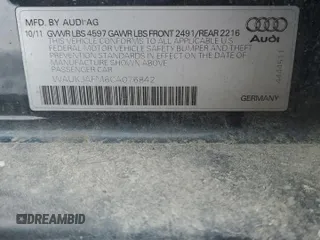 MFD. BY AUDI AG
10/11 GVWR LBS 4597 GAWR LBS FRONT 2491/REAR 2216
THIS VEHICLE CONFORMS TO ALL APPLICABLE
FEDERAL MOTOR VEHICLE SAFETY BUMPER AND THEFT
PREVENTION STANDARDS IN EFFECT ON THE DATE OF
MANUFACTURE SHOWN ABOVE.
PASSENGER CAR
Audi
GERMANY
DREAMBID